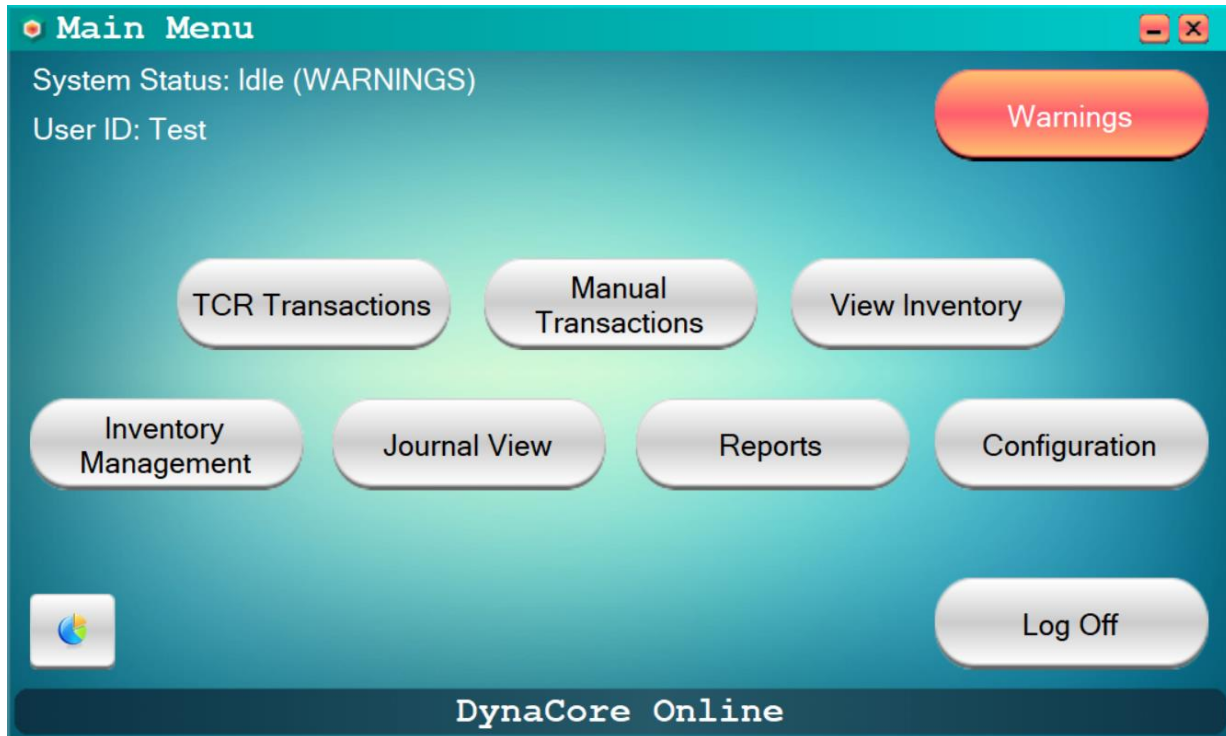 Main Menu
System Status: Idle (WARNINGS)
User ID: Test
Warnings
TCR Transactions
Manual
Transactions
View Inventory
Inventory
Management
Journal View
Reports
Configuration
Log Off
DynaCore Online